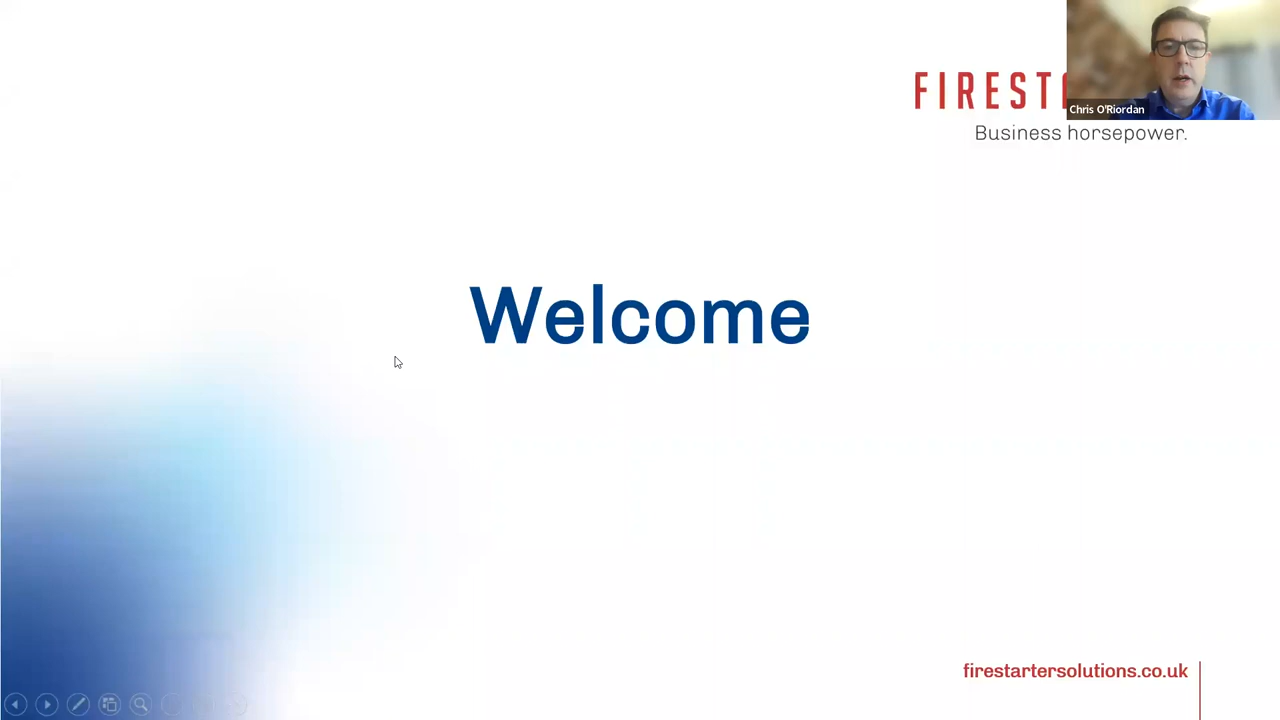 FIREST
Chris O'Riordan
Business horsepower.
Welcome
firestartersolutions.co.uk